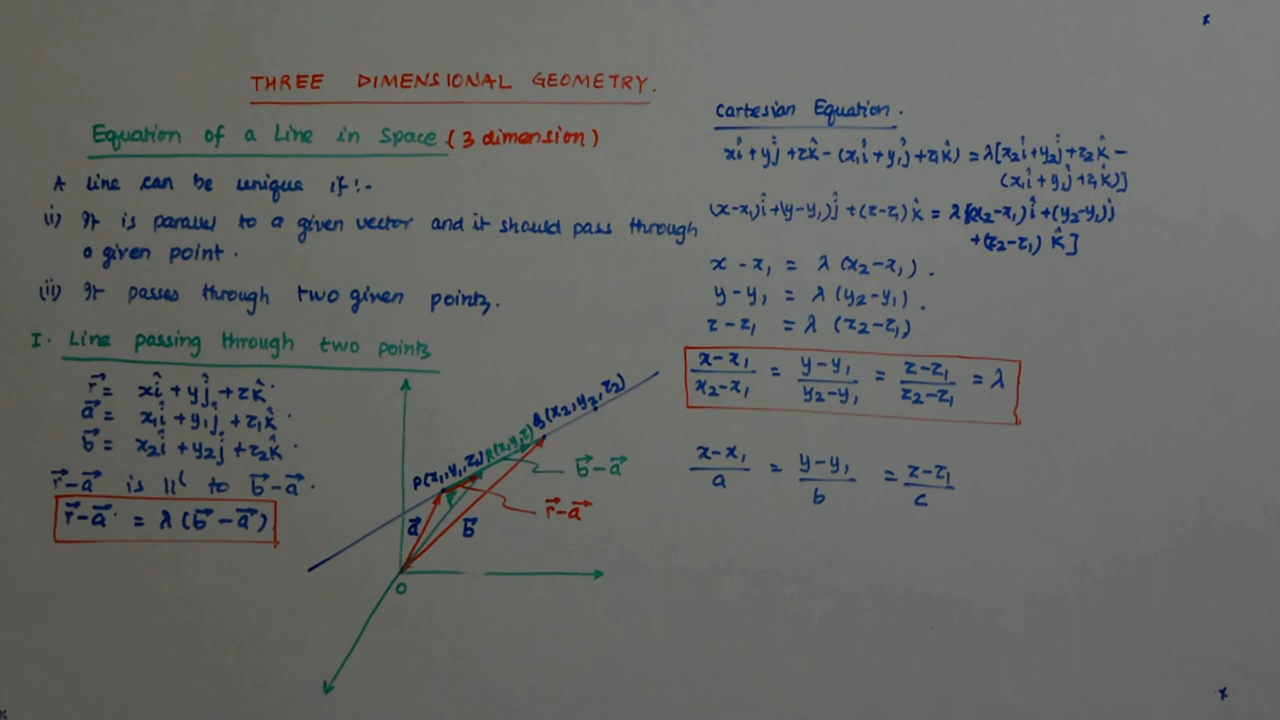 THREE DIMENSIONAL GEOMETRY.
Equation of a Line in Space (3 dimension)
A line can be unique if :-
(i) It is parallel to a given vector and it should pass through
a given point.
(ii) It passes through two given points.
I. Line passing through two points
r⃗ = xî + yĵ + zk̂.
a⃗ = x₁î + y₁ĵ + z₁k̂.
b⃗ = x₂î + y₂ĵ + z₂k̂.
r⃗-a⃗ is ||ˡ to b⃗-a⃗.
r⃗-a⃗ = λ(b⃗-a⃗)
P(x₁,y₁,z₁)
R(x,y,z)
Q(x₂,y₂,z₂)
b⃗-a⃗
r⃗-a⃗
a⃗
r⃗
b⃗
O
Cartesian Equation.
xî + yĵ + zk̂ - (x₁î + y₁ĵ + z₁k̂) = λ[x₂î + y₂ĵ + z₂k̂ -
(x₁î + y₁ĵ + z₁k̂)]
(x-x₁)î + (y-y₁)ĵ + (z-z₁)k̂ = λ[(x₂-x₁)î + (y₂-y₁)ĵ
+(z₂-z₁)k̂]
x-x₁ = λ(x₂-x₁).
y-y₁ = λ(y₂-y₁).
z-z₁ = λ(z₂-z₁)
(x-x₁)/(x₂-x₁) = (y-y₁)/(y₂-y₁) = (z-z₁)/(z₂-z₁) = λ
(x-x₁)/a = (y-y₁)/b = (z-z₁)/c